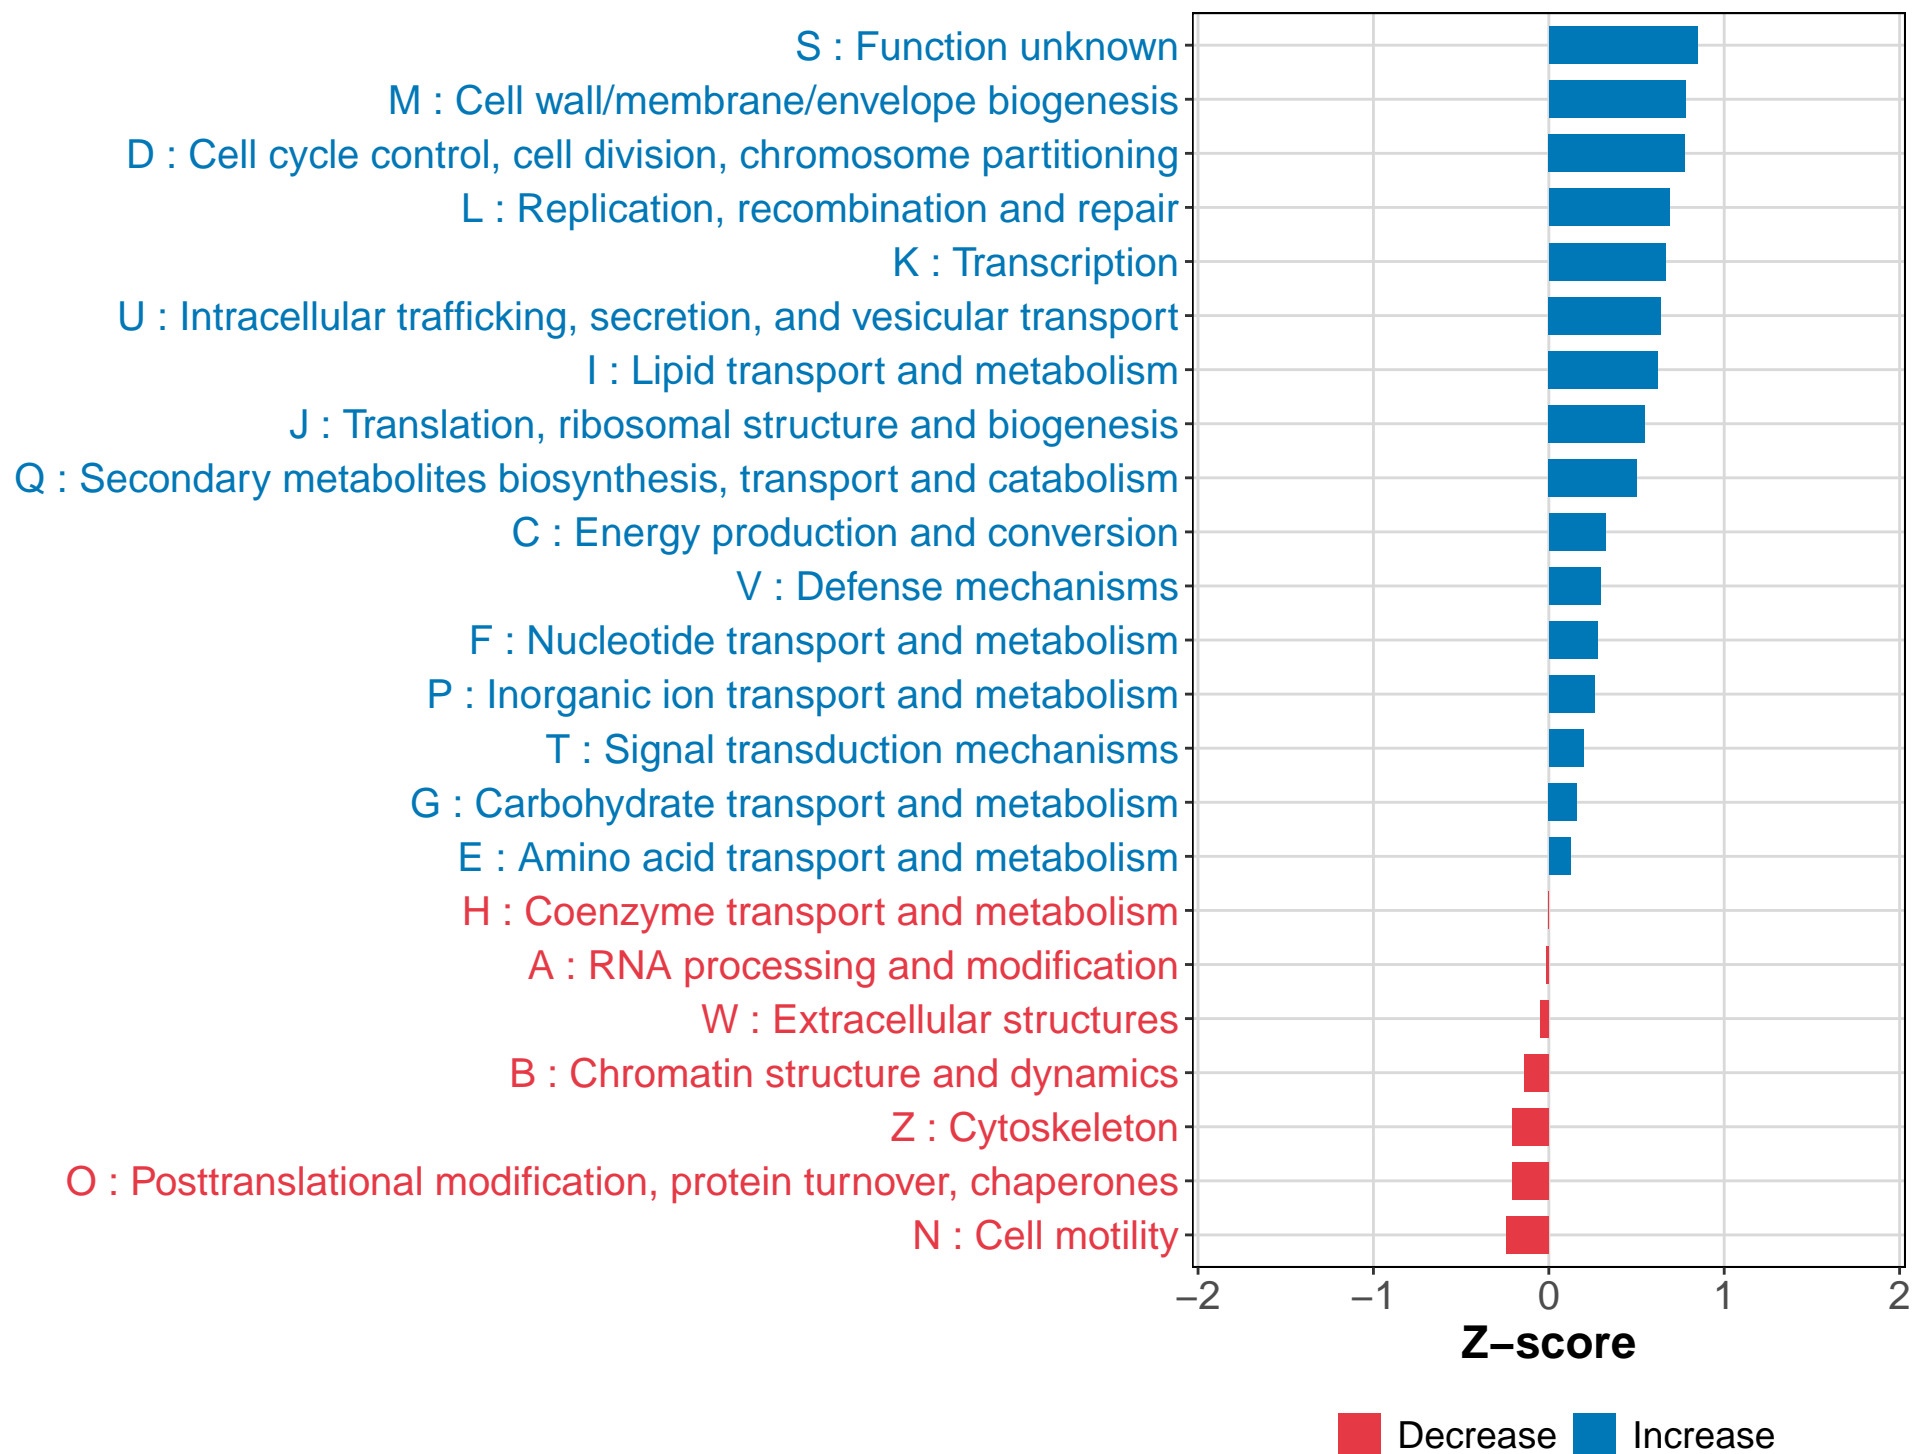 S : Function unknown
M : Cell wall/membrane/envelope biogenesis
D : Cell cycle control, cell division, chromosome partitioning
L : Replication, recombination and repair
K : Transcription
U : Intracellular trafficking, secretion, and vesicular transport
I : Lipid transport and metabolism
J : Translation, ribosomal structure and biogenesis
Q : Secondary metabolites biosynthesis, transport and catabolism
C : Energy production and conversion
V : Defense mechanisms
F : Nucleotide transport and metabolism
P : Inorganic ion transport and metabolism
T : Signal transduction mechanisms
G : Carbohydrate transport and metabolism
E : Amino acid transport and metabolism
H : Coenzyme transport and metabolism
A : RNA processing and modification
W : Extracellular structures
B : Chromatin structure and dynamics
Z : Cytoskeleton
O : Posttranslational modification, protein turnover, chaperones
N : Cell motility
−2 −1 0 1 2
Z−score
Decrease Increase